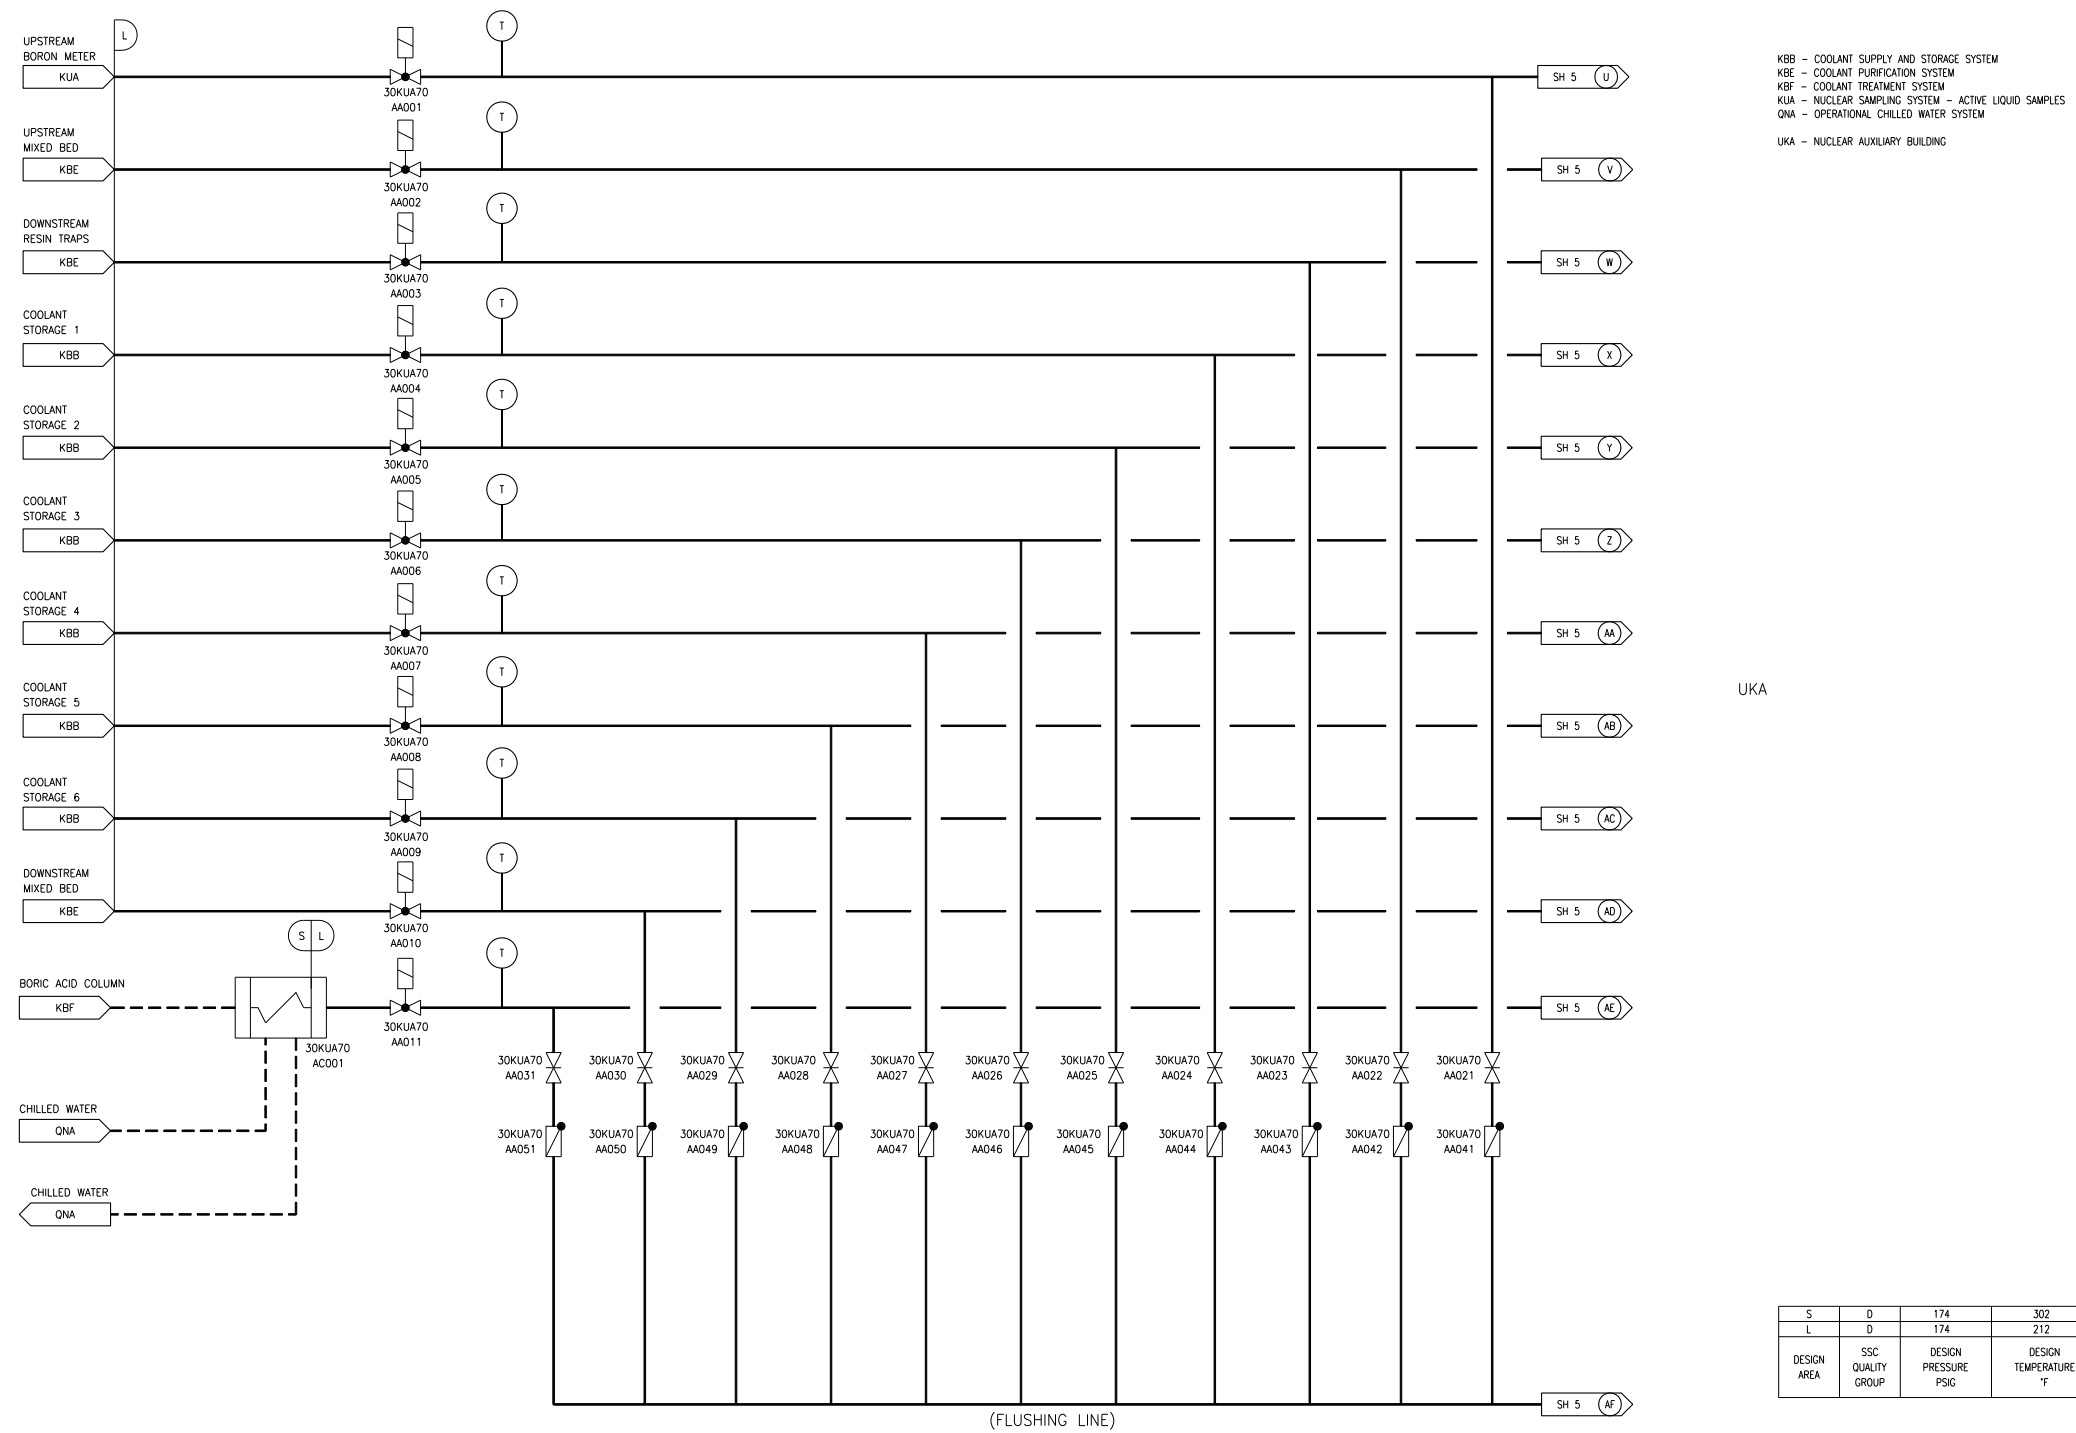 UPSTREAM
BORON METER
KUA
L
T
30KUA70
AA001
SH 5 U
UPSTREAM
MIXED BED
KBE
T
30KUA70
AA002
SH 5 V
DOWNSTREAM
RESIN TRAPS
KBE
T
30KUA70
AA003
SH 5 W
COOLANT
STORAGE 1
KBB
T
30KUA70
AA004
SH 5 X
COOLANT
STORAGE 2
KBB
T
30KUA70
AA005
SH 5 Y
COOLANT
STORAGE 3
KBB
T
30KUA70
AA006
SH 5 Z
COOLANT
STORAGE 4
KBB
T
30KUA70
AA007
SH 5 AA
COOLANT
STORAGE 5
KBB
T
30KUA70
AA008
SH 5 AB
COOLANT
STORAGE 6
KBB
T
30KUA70
AA009
SH 5 AC
DOWNSTREAM
MIXED BED
KBE
T
30KUA70
AA010
SH 5 AD
S L
BORIC ACID COLUMN
KBF
30KUA70
AC001
T
30KUA70
AA011
SH 5 AE
CHILLED WATER
QNA
CHILLED WATER
QNA
30KUA70
AA031
30KUA70
AA030
30KUA70
AA029
30KUA70
AA028
30KUA70
AA027
30KUA70
AA026
30KUA70
AA025
30KUA70
AA024
30KUA70
AA023
30KUA70
AA022
30KUA70
AA021
30KUA70
AA051
30KUA70
AA050
30KUA70
AA049
30KUA70
AA048
30KUA70
AA047
30KUA70
AA046
30KUA70
AA045
30KUA70
AA044
30KUA70
AA043
30KUA70
AA042
30KUA70
AA041
(FLUSHING LINE)
SH 5 AF
KBB – COOLANT SUPPLY AND STORAGE SYSTEM
KBE – COOLANT PURIFICATION SYSTEM
KBF – COOLANT TREATMENT SYSTEM
KUA – NUCLEAR SAMPLING SYSTEM – ACTIVE LIQUID SAMPLES
QNA – OPERATIONAL CHILLED WATER SYSTEM
UKA – NUCLEAR AUXILIARY BUILDING
UKA
S D 174 302
L D 174 212
DESIGN
AREA
SSC
QUALITY
GROUP
DESIGN
PRESSURE
PSIG
DESIGN
TEMPERATURE
°F